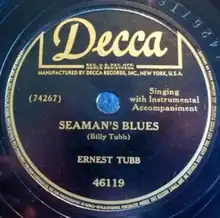 Decca
MANUFACTURED BY DECCA RECORDS, INC., NEW YORK, U.S.A.
(74267)
Singing
with Instrumental
Accompaniment
SEAMAN'S BLUES
(Billy Tubb)
ERNEST TUBB
46119